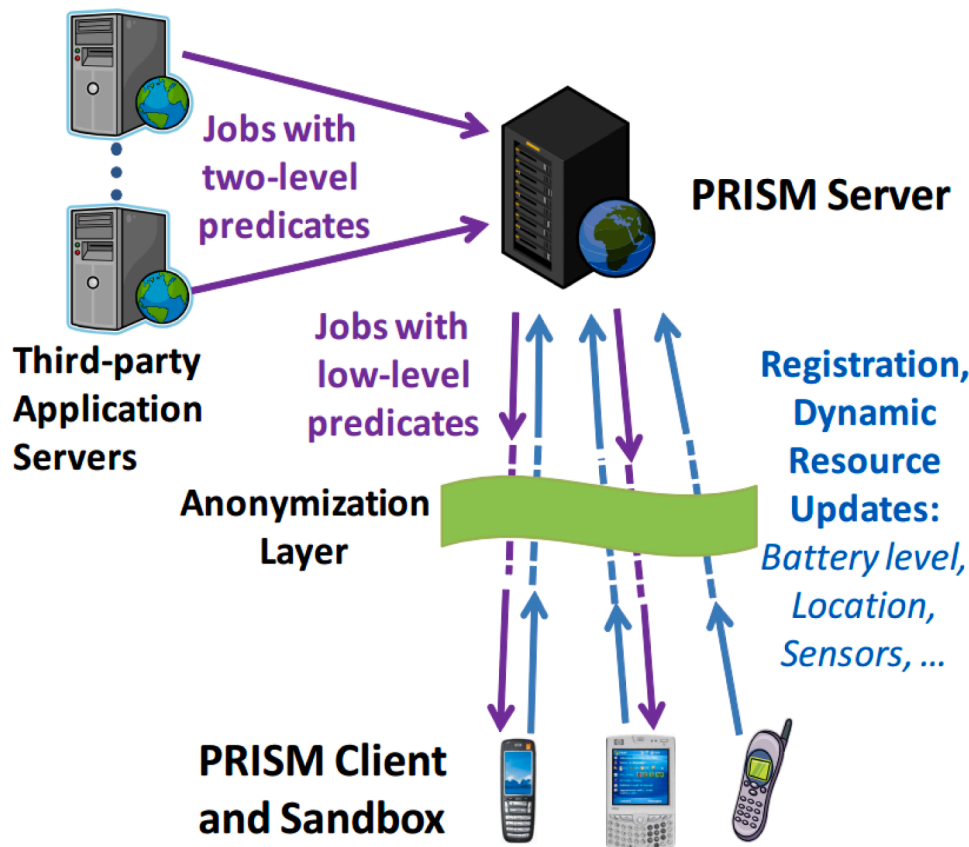 Jobs with
two-level
predicates
PRISM Server
Third-party
Application
Servers
Jobs with
low-level
predicates
Registration,
Dynamic
Resource
Updates:
Battery level,
Location,
Sensors, ...
Anonymization
Layer
PRISM Client
and Sandbox